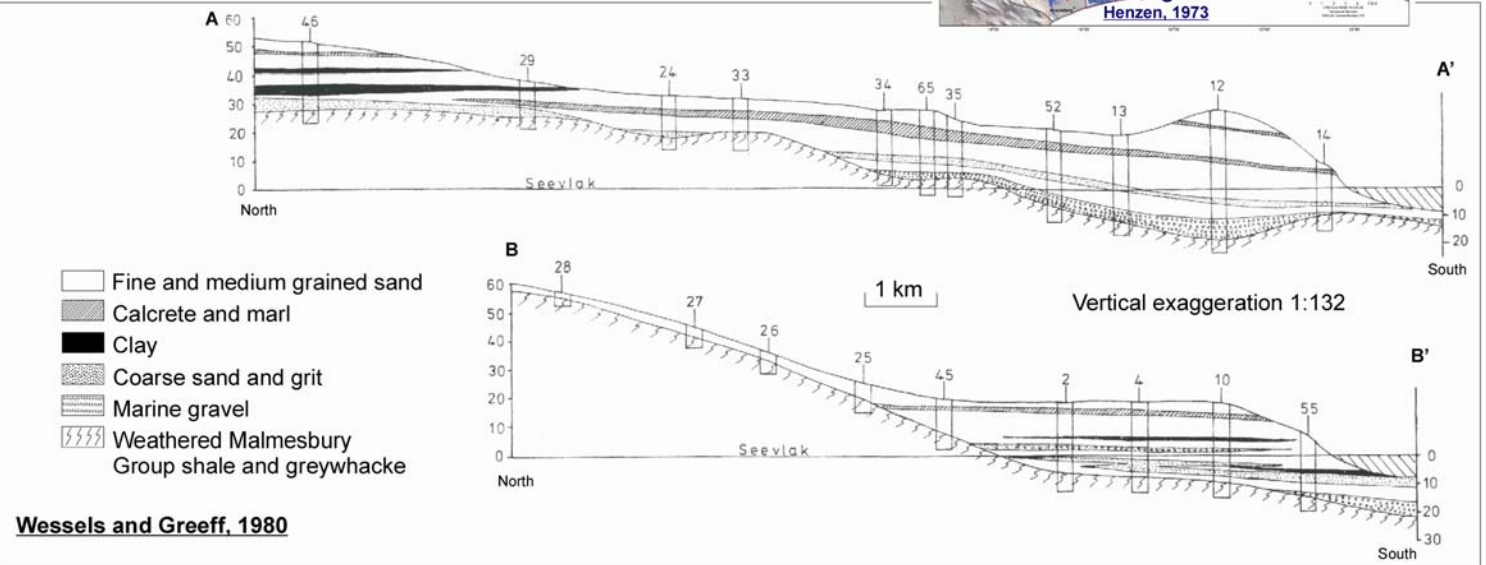 Henzen, 1973
A
A'
60
50
40
30
20
10
0
46
29
24
33
34
65
35
52
13
12
14
0
10
20
Seevlak
North
South
B
B'
60
50
40
30
20
10
0
28
27
26
25
45
2
4
10
55
0
10
20
30
Seevlak
North
South
1 km
Vertical exaggeration 1:132
Fine and medium grained sand
Calcrete and marl
Clay
Coarse sand and grit
Marine gravel
Weathered Malmesbury
Group shale and greywhacke
Wessels and Greeff, 1980